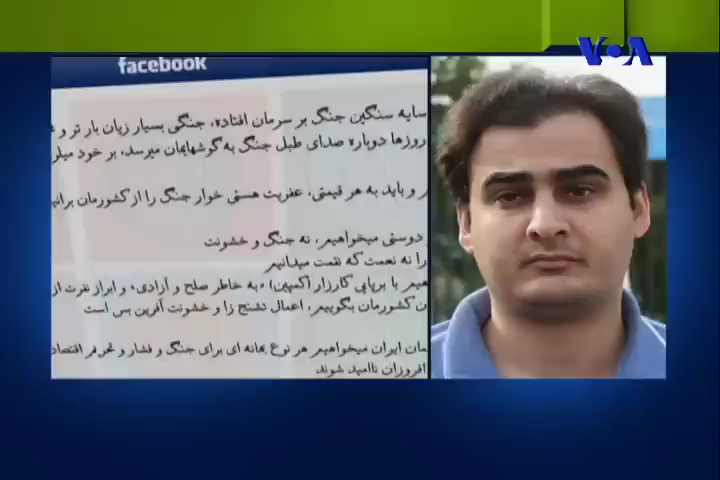 VOA
facebook
سایه سنگین جنگ بر سرمان افتاده، جنگی بسیار زیان بار تر و
روزها دوباره صدای طبل جنگ به گوشهایمان میرسد، بر خود میلر
ر و باید به هر قیمتی، عفریت هستی خوار جنگ را از کشورمان برانیم
دوستی میخواهیم، نه جنگ و خشونت
را نه نعمت که نقمت میدانیم
هیم با برپایی کارزار (کمپین) «به خاطر صلح و آزادی» و ابراز نفرت از
ن کشورمان بگوییم، اعمال تشنج زا و خشونت آفرین بس است
مان ایران میخواهیم هر نوع بهانه ای برای جنگ و فشار و تحریم اقتصاد
افروزان ناامید شوند